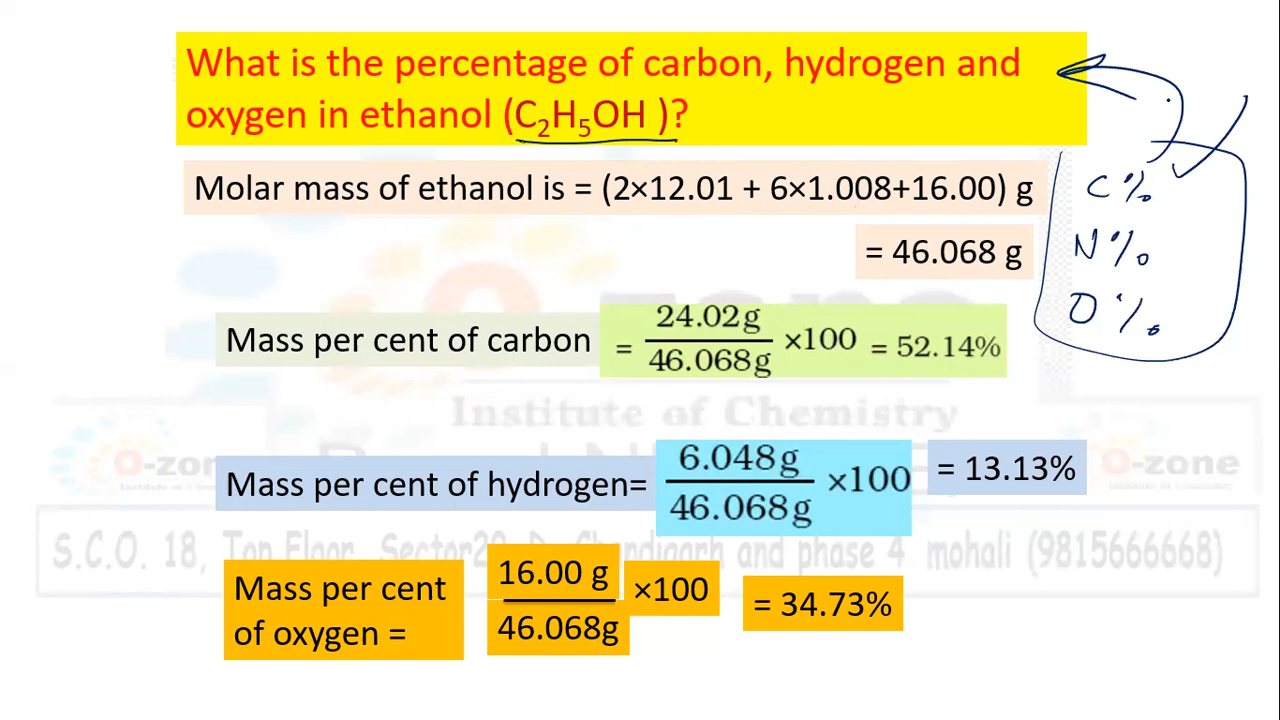 What is the percentage of carbon, hydrogen and
oxygen in ethanol (C₂H₅OH )?
Molar mass of ethanol is = (2×12.01 + 6×1.008+16.00) g
= 46.068 g
C%
N%
O%
Mass per cent of carbon = 24.02g / 46.068g ×100 = 52.14%
Institute of Chemistry
O-zone
O-zone
Mass per cent of hydrogen= 6.048g / 46.068g ×100 = 13.13%
S.C.O. 18, Top Floor, Sector 20 D, Chandigarh and phase 4 mohali (9815666668)
Mass per cent
of oxygen =
16.00 g
46.068g
×100
= 34.73%